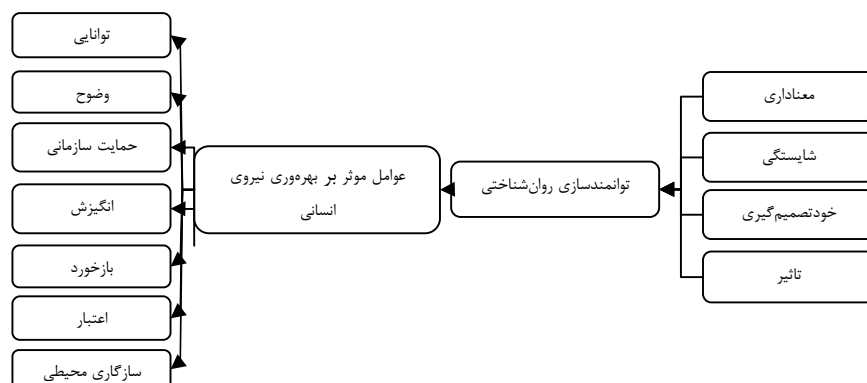 معناداری
شایستگی
خودتصمیم‌گیری
تاثیر
توانمندسازی روان‌شناختی
عوامل موثر بر بهره‌وری نیروی
انسانی
توانایی
وضوح
حمایت سازمانی
انگیزش
بازخورد
اعتبار
سازگاری محیطی